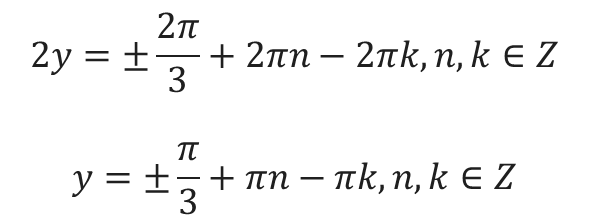 2y = ± 2π/3 + 2πn − 2πk, n, k ∈ Z
y = ± π/3 + πn − πk, n, k ∈ Z